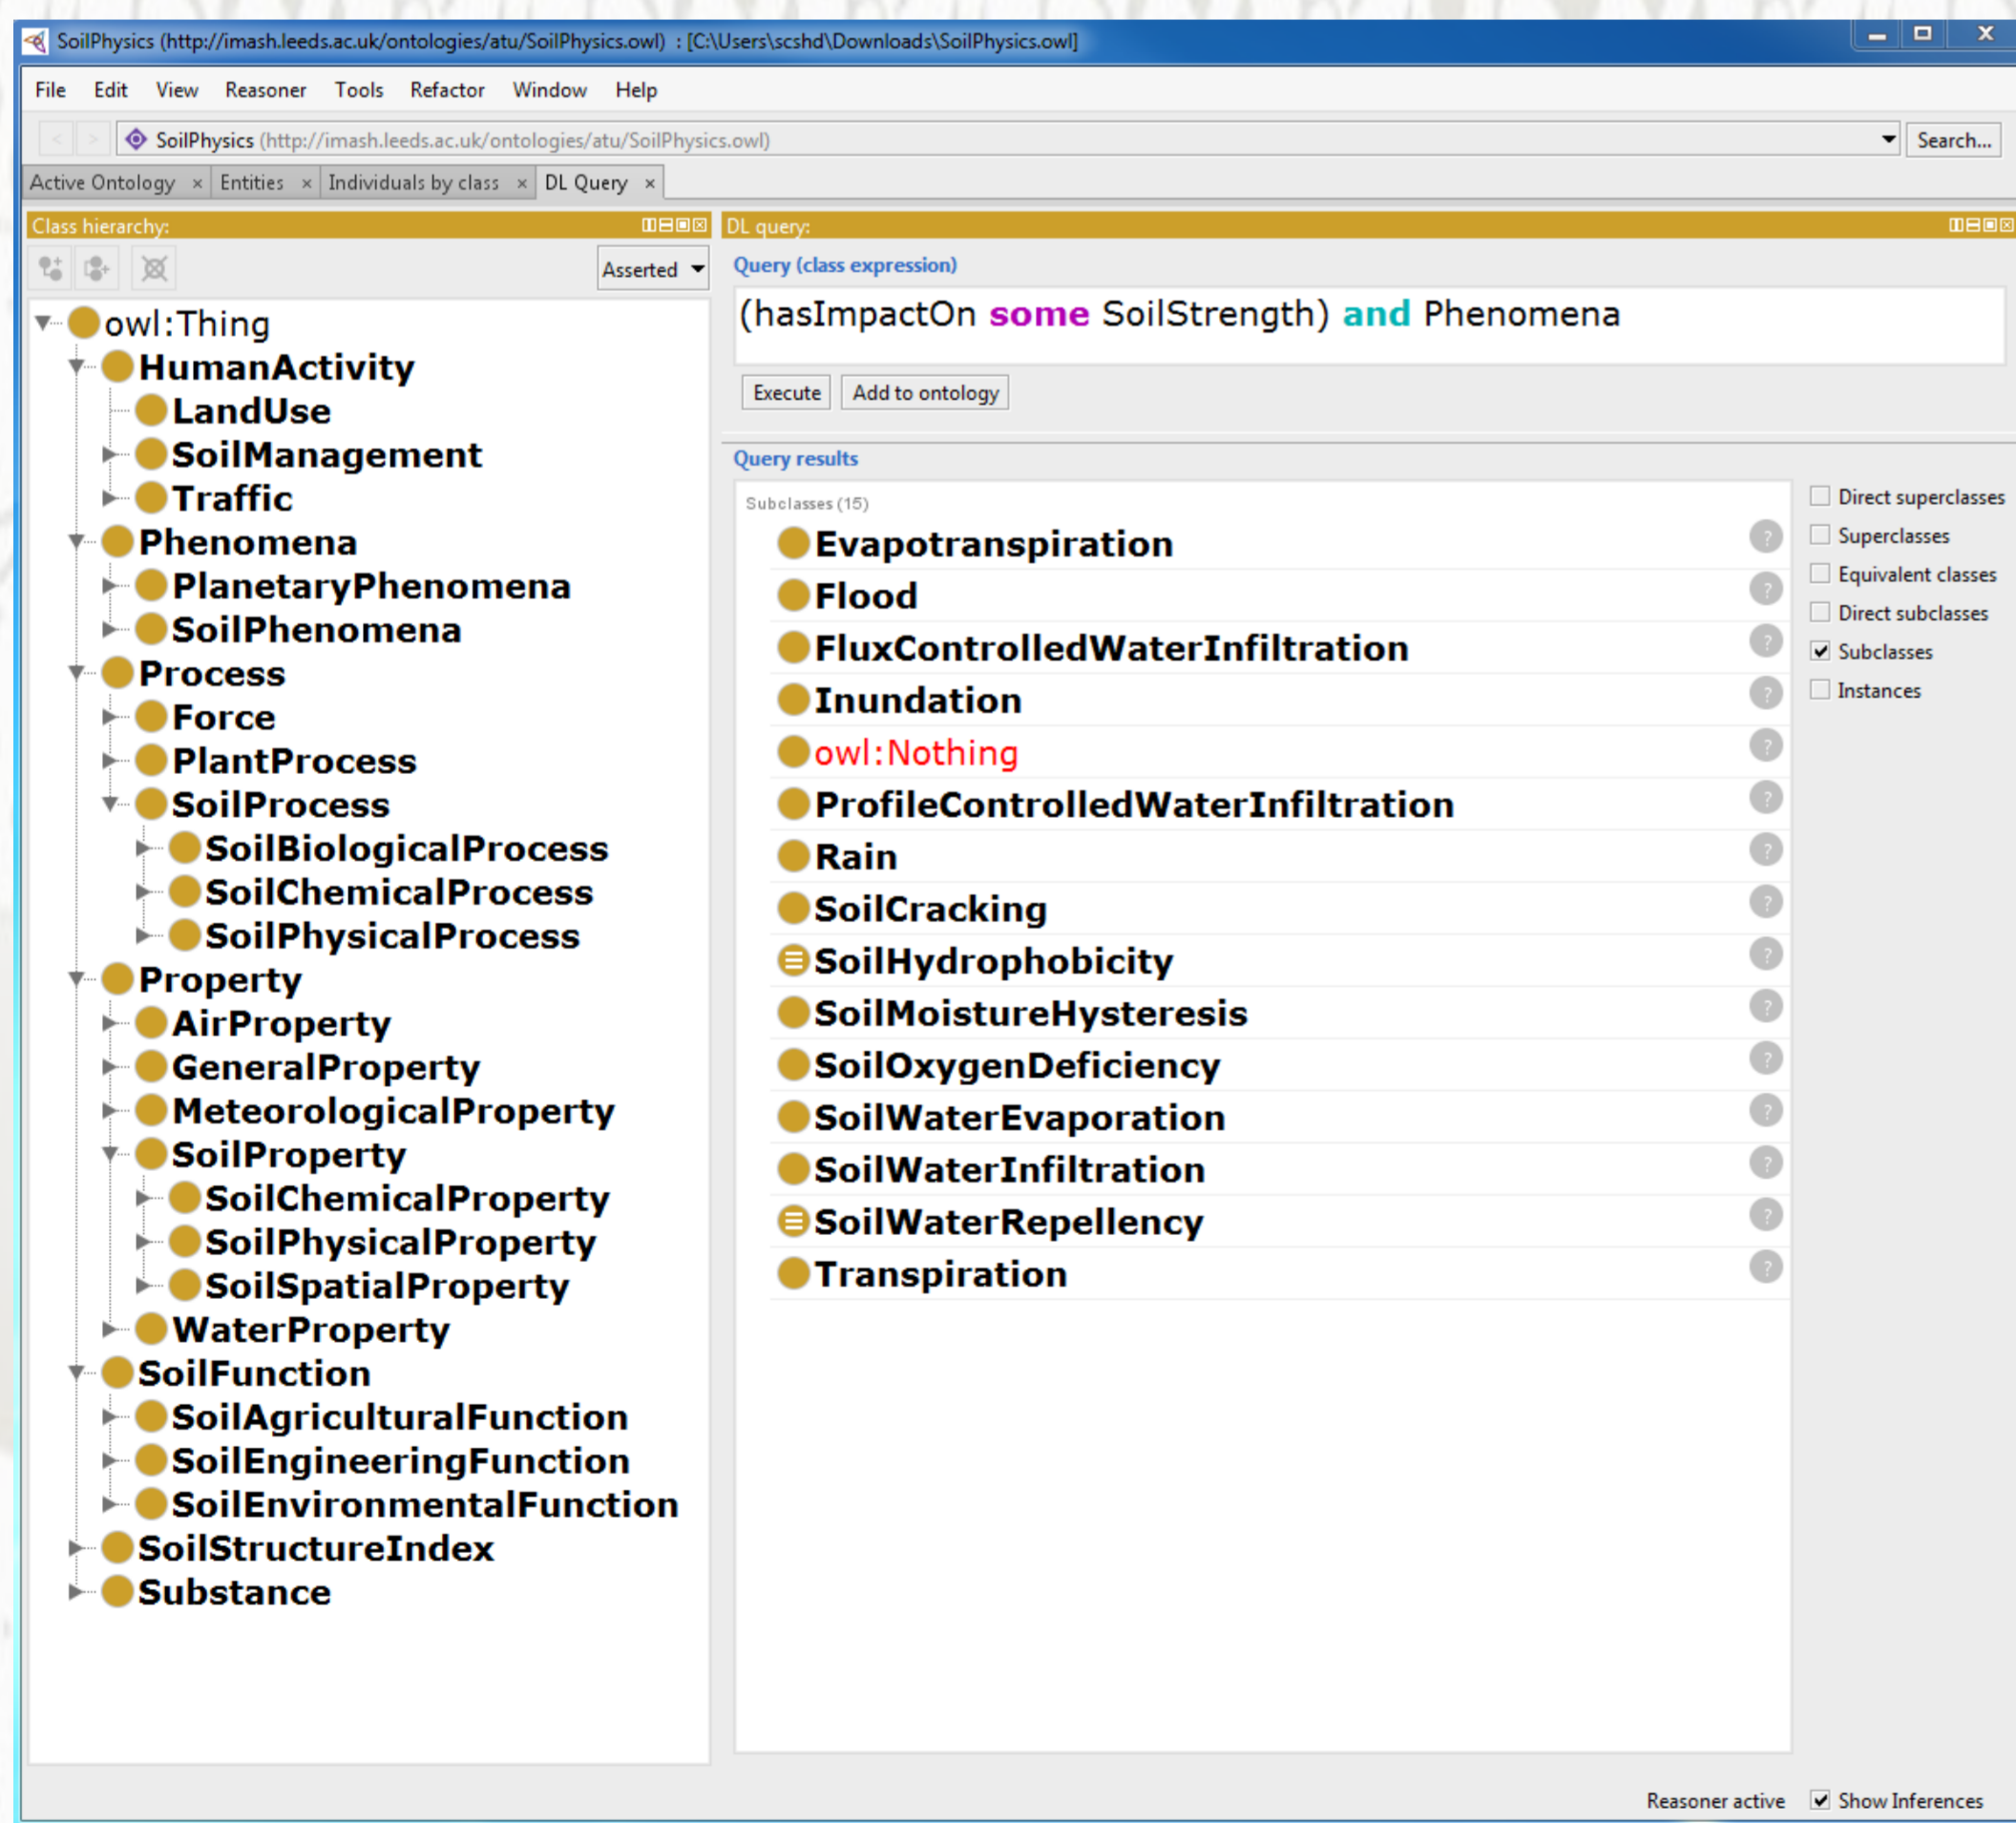 SoilPhysics (http://imash.leeds.ac.uk/ontologies/atu/SoilPhysics.owl) : [C:\Users\scshd\Downloads\SoilPhysics.owl]
File Edit View Reasoner Tools Refactor Window Help
< > SoilPhysics (http://imash.leeds.ac.uk/ontologies/atu/SoilPhysics.owl) Search...
Active Ontology × Entities × Individuals by class × DL Query ×
Class hierarchy:
Asserted
owl:Thing
HumanActivity
LandUse
SoilManagement
Traffic
Phenomena
PlanetaryPhenomena
SoilPhenomena
Process
Force
PlantProcess
SoilProcess
SoilBiologicalProcess
SoilChemicalProcess
SoilPhysicalProcess
Property
AirProperty
GeneralProperty
MeteorologicalProperty
SoilProperty
SoilChemicalProperty
SoilPhysicalProperty
SoilSpatialProperty
WaterProperty
SoilFunction
SoilAgriculturalFunction
SoilEngineeringFunction
SoilEnvironmentalFunction
SoilStructureIndex
Substance
DL query:
Query (class expression)
(hasImpactOn some SoilStrength) and Phenomena
Execute Add to ontology
Query results
Subclasses (15)
Evapotranspiration ?
Flood ?
FluxControlledWaterInfiltration ?
Inundation ?
owl:Nothing ?
ProfileControlledWaterInfiltration ?
Rain ?
SoilCracking ?
SoilHydrophobicity ?
SoilMoistureHysteresis ?
SoilOxygenDeficiency ?
SoilWaterEvaporation ?
SoilWaterInfiltration ?
SoilWaterRepellency ?
Transpiration ?
Direct superclasses
Superclasses
Equivalent classes
Direct subclasses
Subclasses
Instances
Reasoner active Show Inferences